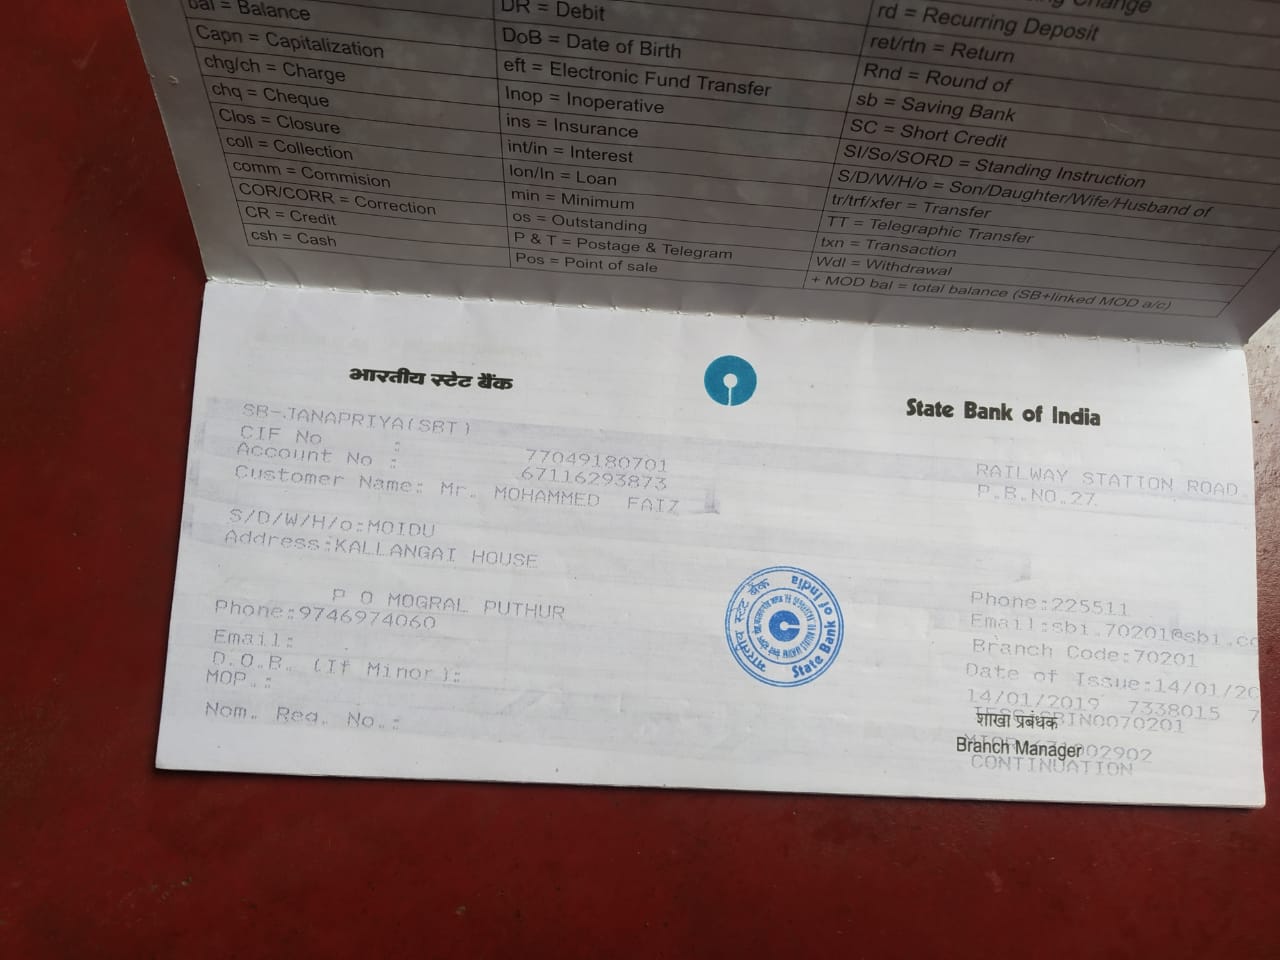 bal = Balance
Capn = Capitalization
chg/ch = Charge
chq = Cheque
Clos = Closure
coll = Collection
comm = Commision
COR/CORR = Correction
CR = Credit
csh = Cash
DR = Debit
DoB = Date of Birth
eft = Electronic Fund Transfer
Inop = Inoperative
ins = Insurance
int/in = Interest
lon/ln = Loan
min = Minimum
os = Outstanding
P & T = Postage & Telegram
Pos = Point of sale
Change
rd = Recurring Deposit
ret/rtn = Return
Rnd = Round of
sb = Saving Bank
SC = Short Credit
SI/So/SORD = Standing Instruction
S/D/W/H/o = Son/Daughter/Wife/Husband of
tr/trf/xfer = Transfer
TT = Telegraphic Transfer
txn = Transaction
Wdl = Withdrawal
+ MOD bal = total balance (SB+linked MOD a/c)
भारतीय स्टेट बैंक
State Bank of India
SB-JANAPRIYA(SBT)
CIF No : 77049180701
Account No : 67116293873
Customer Name: Mr. MOHAMMED FAIZ
S/D/W/H/o:MOIDU
Address:KALLANGAI HOUSE
P O MOGRAL PUTHUR
Phone:9746974060
Email:
D.O.B. (If Minor):
MOP.:
Nom. Reg. No.:
RAILWAY STATION ROAD
P.B.NO.27
Phone:225511
Email:sbi.70201@sbi.co
Branch Code:70201
Date of Issue:14/01/20
14/01/2019 7338015 7
IFSC:SBIN0070201
शाखा प्रबंधक
Branch Manager
CONTINUATION
भारतीय स्टेट बैंक
State Bank of India